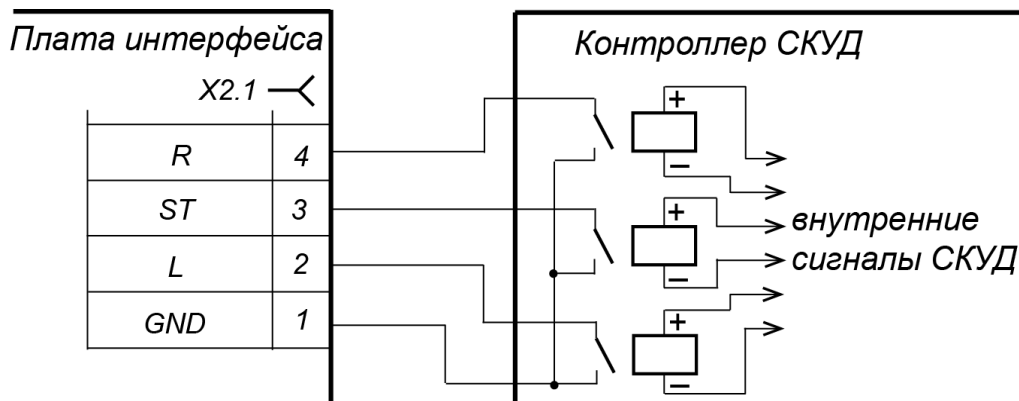 Плата интерфейса
Контроллер СКУД
X2.1
R 4
ST 3
L 2
GND 1
+
−
+
−
+
−
внутренние
сигналы СКУД